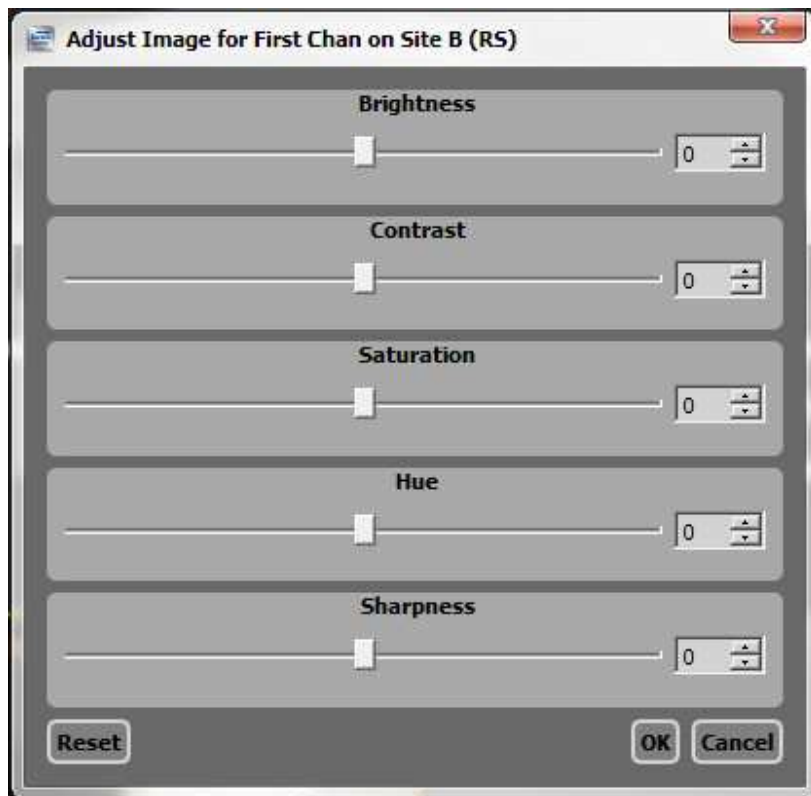 Adjust Image for First Chan on Site B (RS)
Brightness
0
Contrast
0
Saturation
0
Hue
0
Sharpness
0
Reset OK Cancel